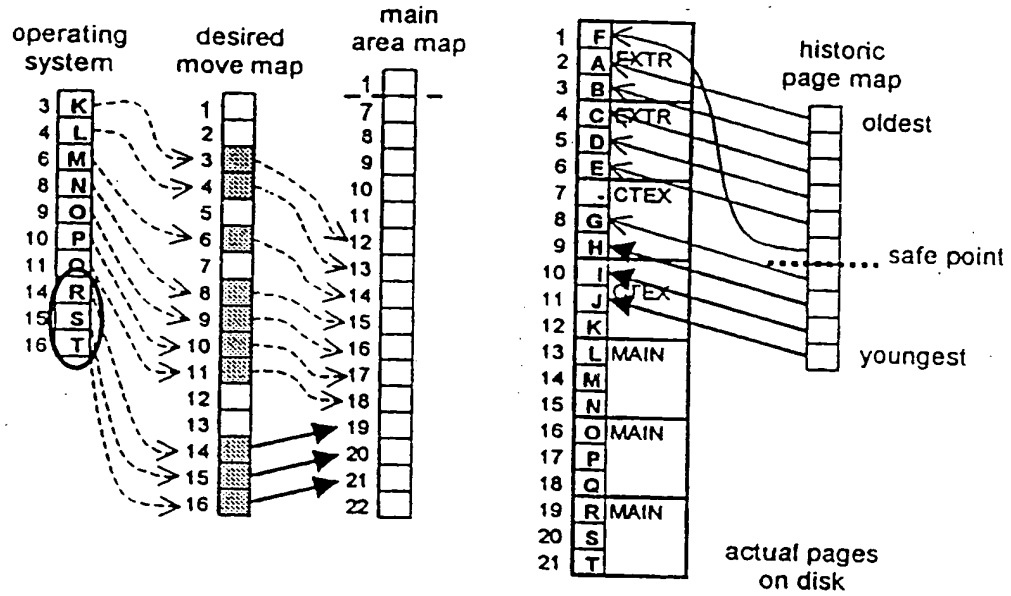 operating
system
3 K
4 L
6 M
8 N
9 O
10 P
11 Q
14 R
15 S
16 T
desired
move map
1
2
3
4
5
6
7
8
9
10
11
12
13
14
15
16
main
area map
1
7
8
9
10
11
12
13
14
15
16
17
18
19
20
21
22
1 F
2 A EXTR
3 B
4 C EXTR
5 D
6 E
7 - CTEX
8 G
9 H
10 I
11 J CTEX
12 K
13 L MAIN
14 M
15 N
16 O MAIN
17 P
18 Q
19 R MAIN
20 S
21 T
actual pages
on disk
historic
page map
oldest
safe point
youngest